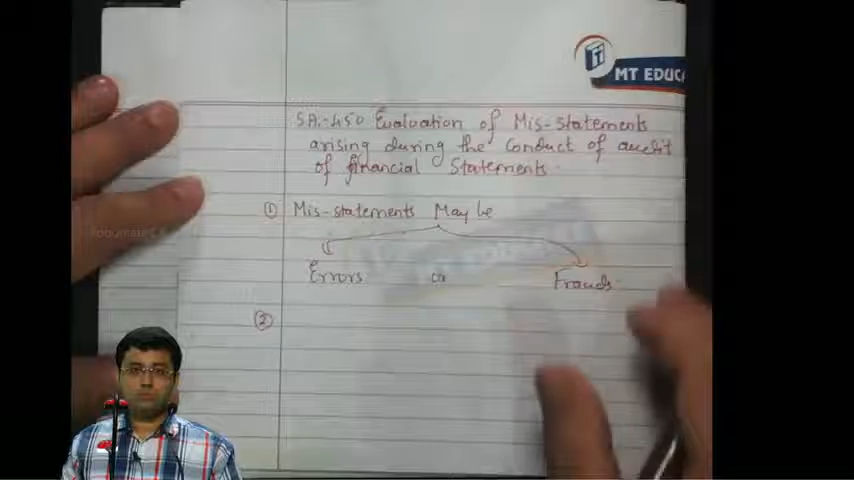 MT EDUCA
SA.-450 Evaluation of Mis-statements
arising during the conduct of audit
of financial Statements.
① Mis-statements May be
Errors or Frauds.
②